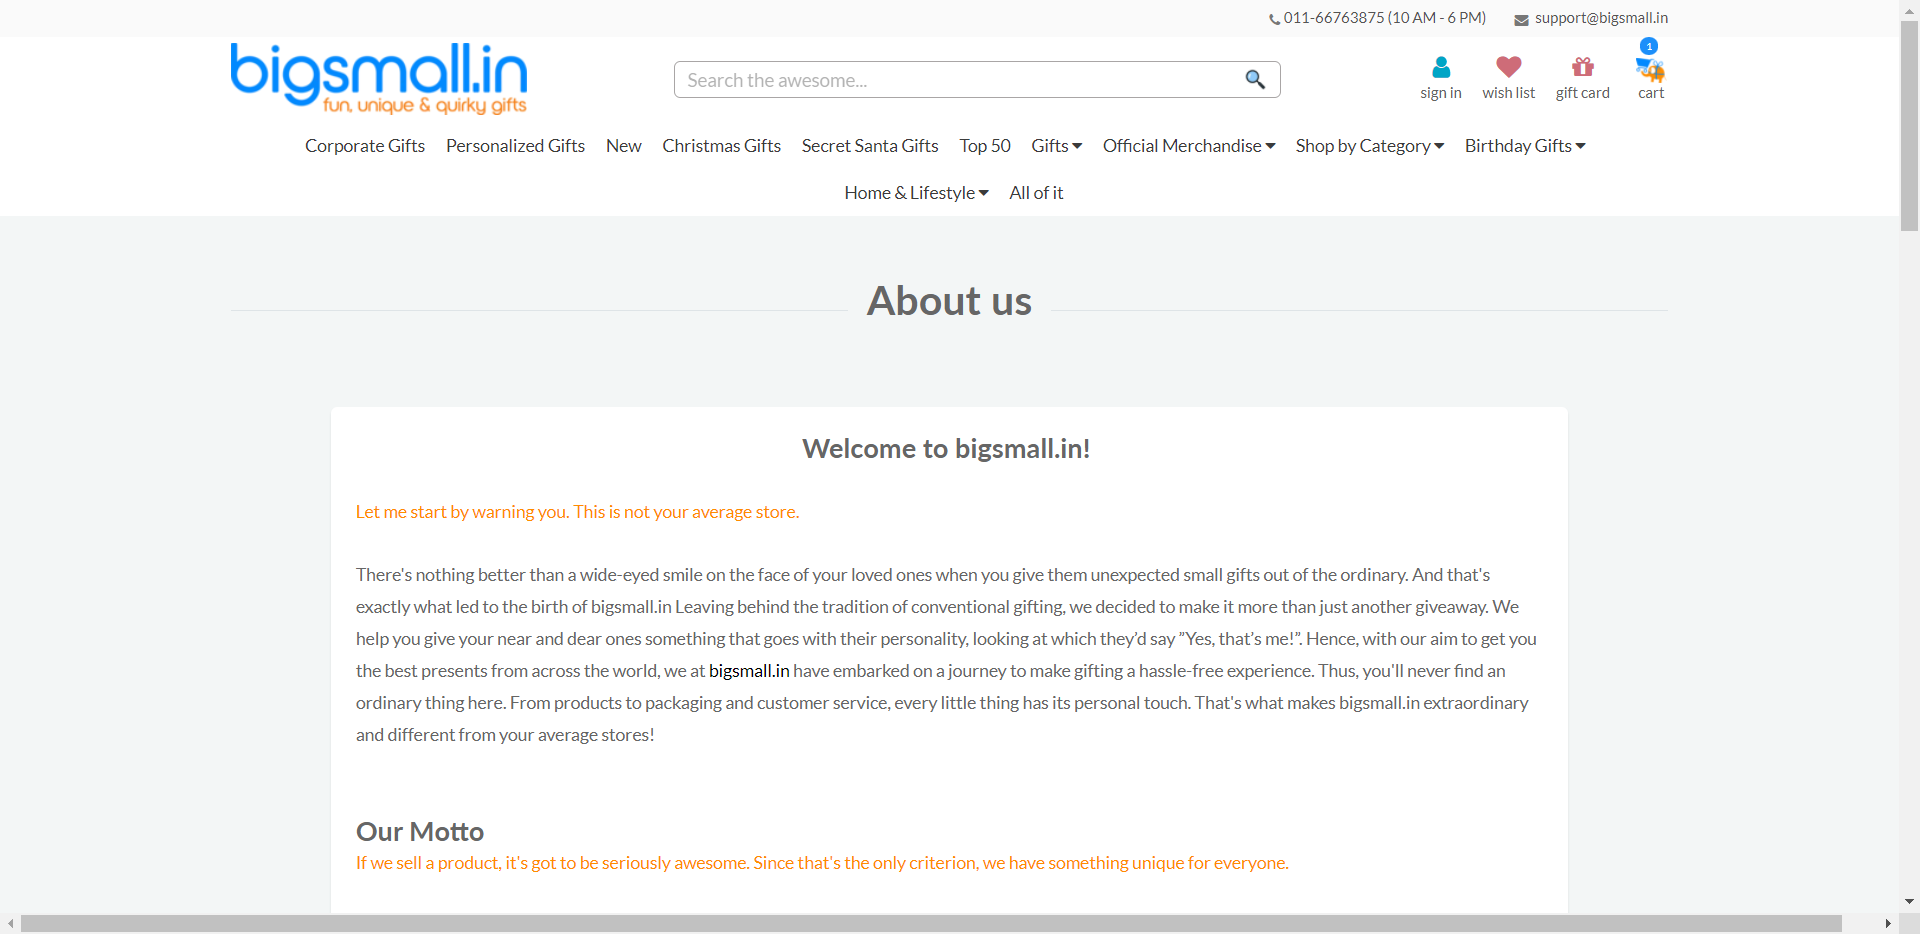 011-66763875 (10 AM - 6 PM) support@bigsmall.in
bigsmall.in
fun, unique & quirky gifts
Search the awesome...
1
sign in wish list gift card cart
Corporate Gifts Personalized Gifts New Christmas Gifts Secret Santa Gifts Top 50 Gifts Official Merchandise Shop by Category Birthday Gifts
Home & Lifestyle All of it
About us
Welcome to bigsmall.in!
Let me start by warning you. This is not your average store.
There's nothing better than a wide-eyed smile on the face of your loved ones when you give them unexpected small gifts out of the ordinary. And that's
exactly what led to the birth of bigsmall.in Leaving behind the tradition of conventional gifting, we decided to make it more than just another giveaway. We
help you give your near and dear ones something that goes with their personality, looking at which they’d say ”Yes, that’s me!”. Hence, with our aim to get you
the best presents from across the world, we at bigsmall.in have embarked on a journey to make gifting a hassle-free experience. Thus, you'll never find an
ordinary thing here. From products to packaging and customer service, every little thing has its personal touch. That's what makes bigsmall.in extraordinary
and different from your average stores!
Our Motto
If we sell a product, it's got to be seriously awesome. Since that's the only criterion, we have something unique for everyone.